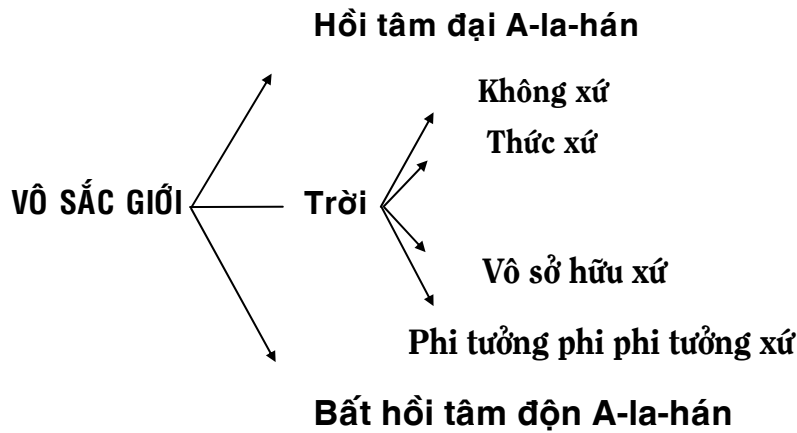 Hồi tâm đại A-la-hán
Không xứ
Thức xứ
VÔ SẮC GIỚI
Trời
Vô sở hữu xứ
Phi tưởng phi phi tưởng xứ
Bất hồi tâm độn A-la-hán